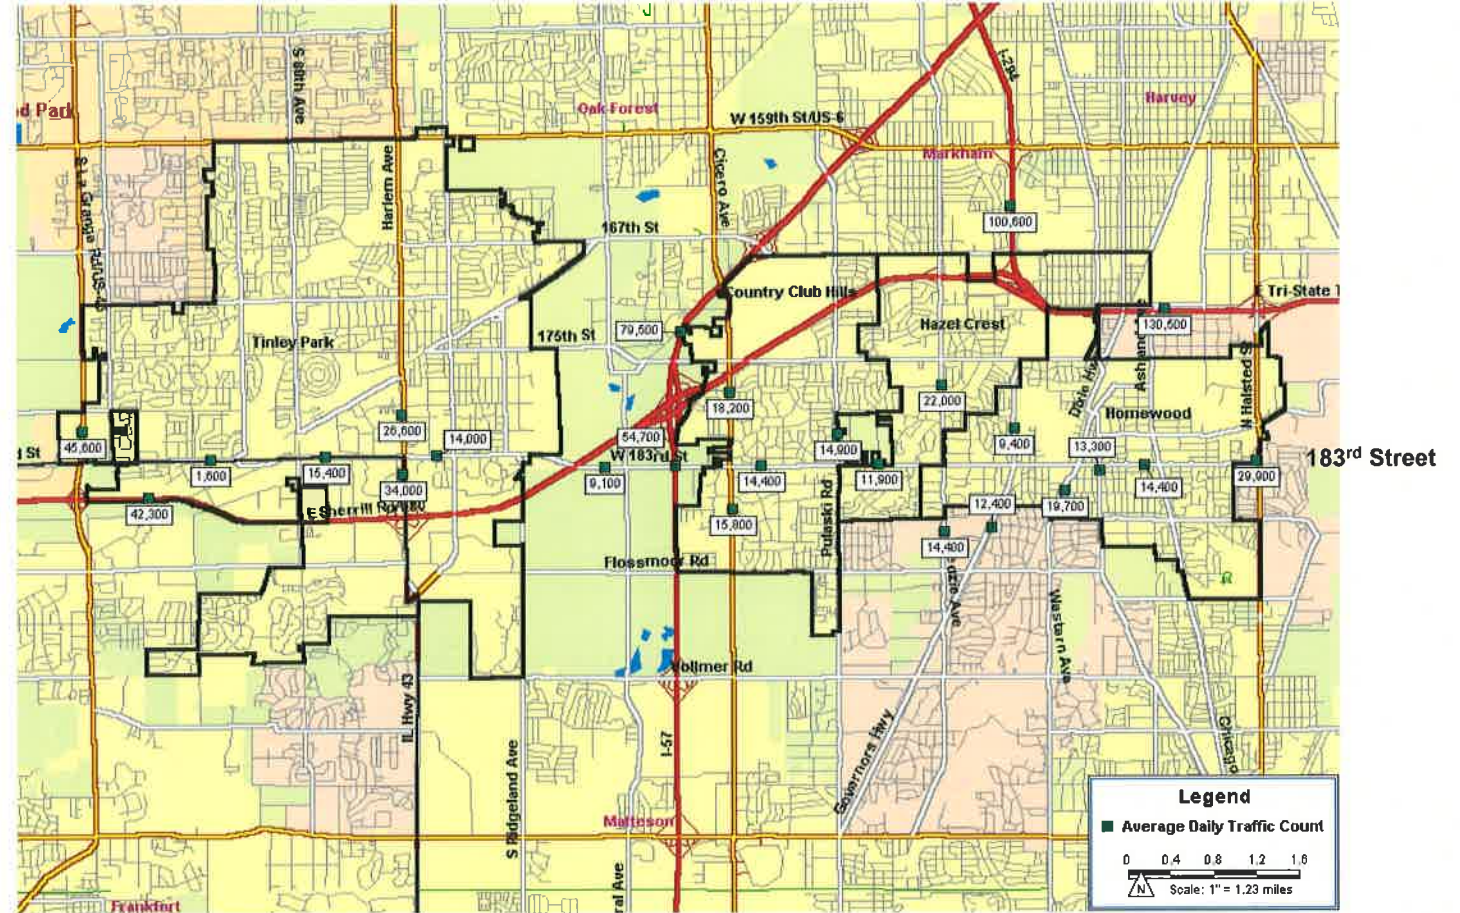 S 80th Ave
I-294
Oak Forest
Harvey
d Park
W 159th St/US-6
Markham
Harlem Ave
Cicero Ave
S La Grange Rd/US-45
100,600
167th St
Country Club Hills
E Tri-State T
Hazel Crest
130,600
79,500
175th St
Tinley Park
Ashland
Dixie Hwy
N Halsted St
22,000
18,200
Homewood
26,600
14,000
54,700
9,400
13,300
14,900
45,600
d St
W 183rd St
183rd Street
1,600
15,400
34,000
9,100
14,400
11,900
14,400
29,900
42,300
12,400
19,700
15,800
Pulaski Rd
14,400
Flossmoor Rd
Kedzie Ave
Western Ave
Vollmer Rd
IL Hwy 43
I-57
Governors Hwy
Chicago
S Ridgeland Ave
Matteson
ral Ave
Frankfort
Legend
Average Daily Traffic Count
0 0.4 0.8 1.2 1.6
N
Scale: 1" = 1.23 miles